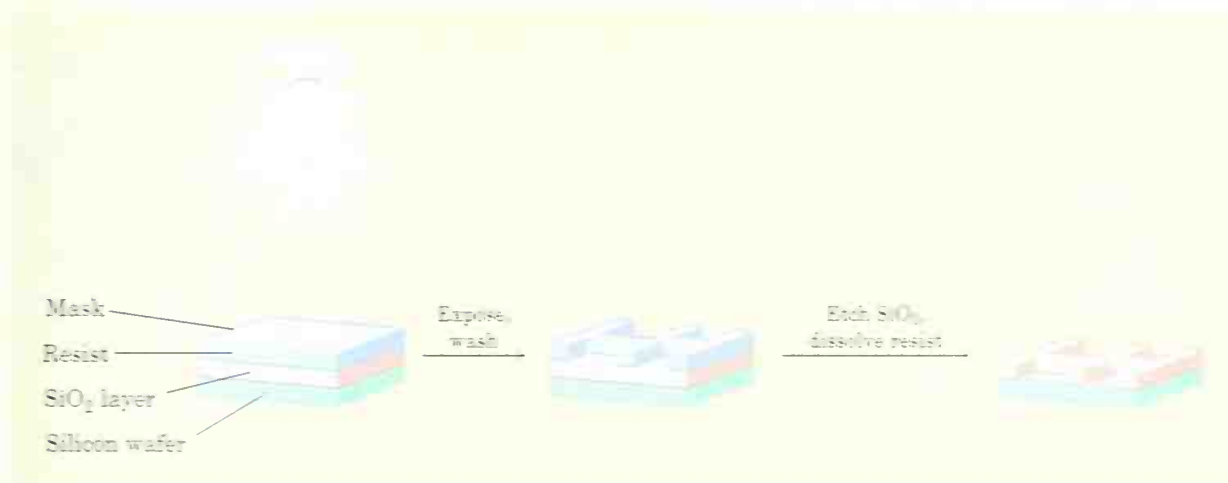 Mask
Resist
SiO₂ layer
Silicon wafer
Expose,
wash
Etch SiO₂,
dissolve resist